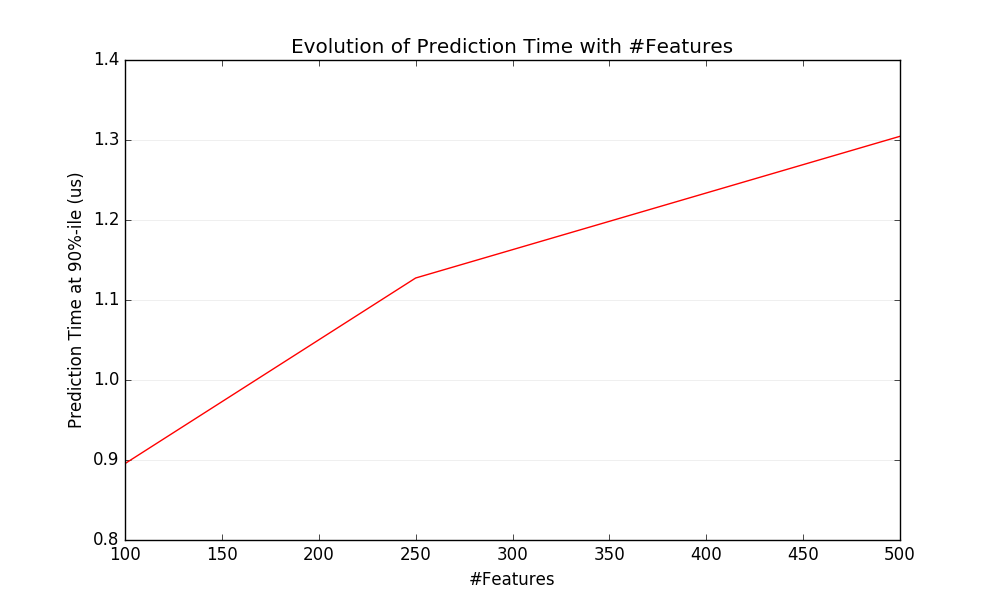 Evolution of Prediction Time with #Features
1.4
1.3
1.2
1.1
1.0
0.9
0.8
Prediction Time at 90%-ile (us)
100 150 200 250 300 350 400 450 500
#Features